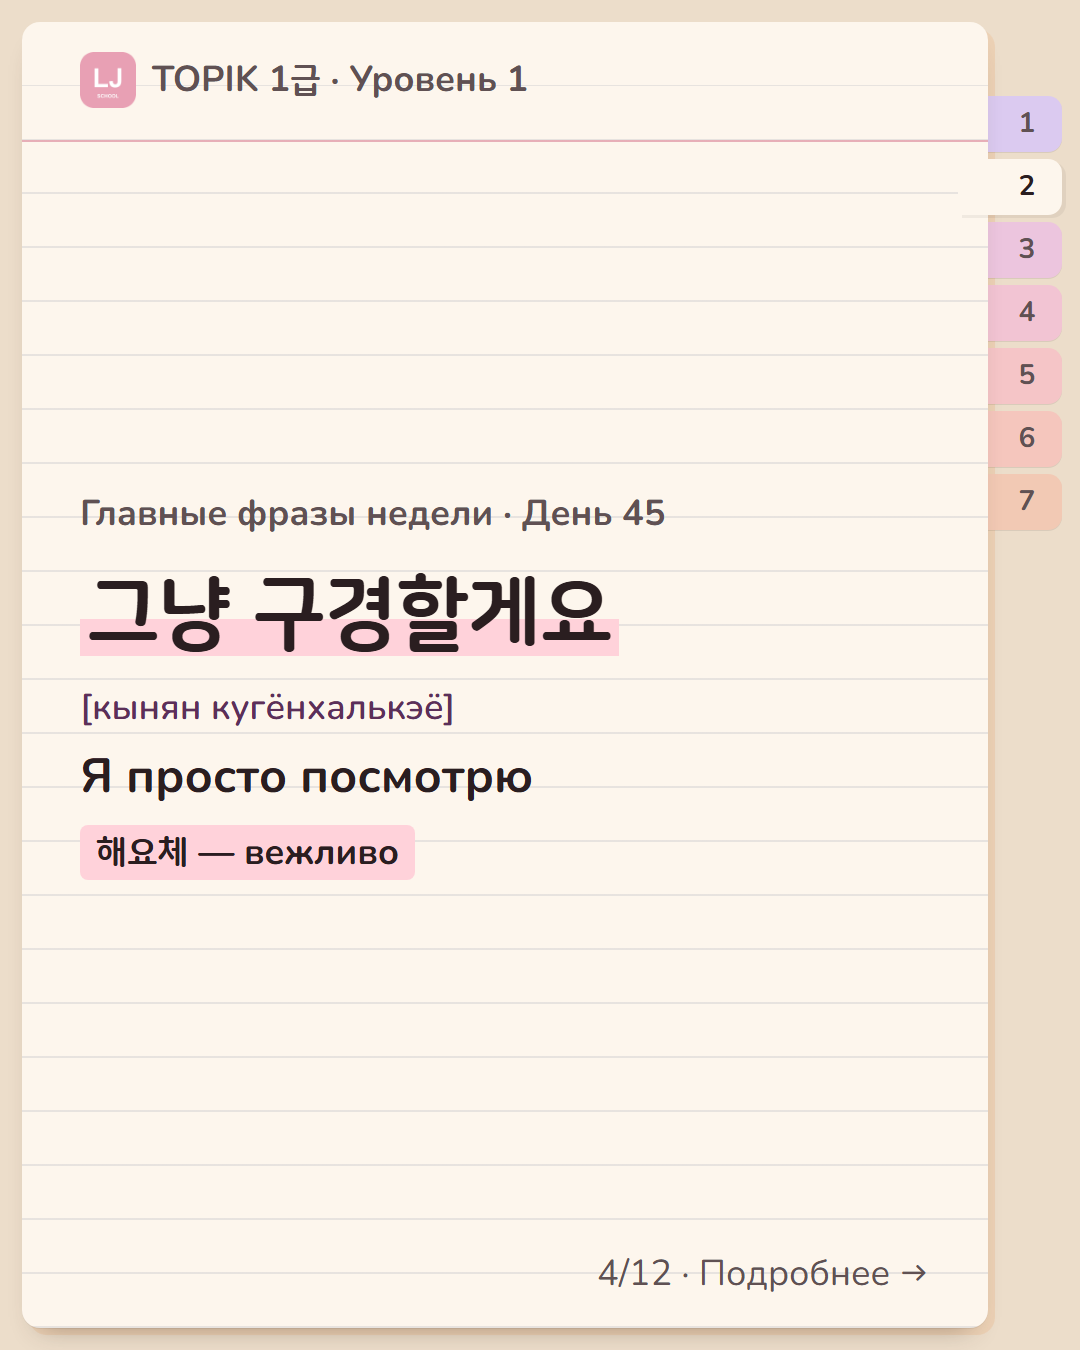 LJ
SCHOOL
TOPIK 1급 · Уровень 1
1
2
3
4
5
6
7
Главные фразы недели · День 45
그냥 구경할게요
[кынян кугёнхалькэё]
Я просто посмотрю
해요체 — вежливо
4/12 · Подробнее →